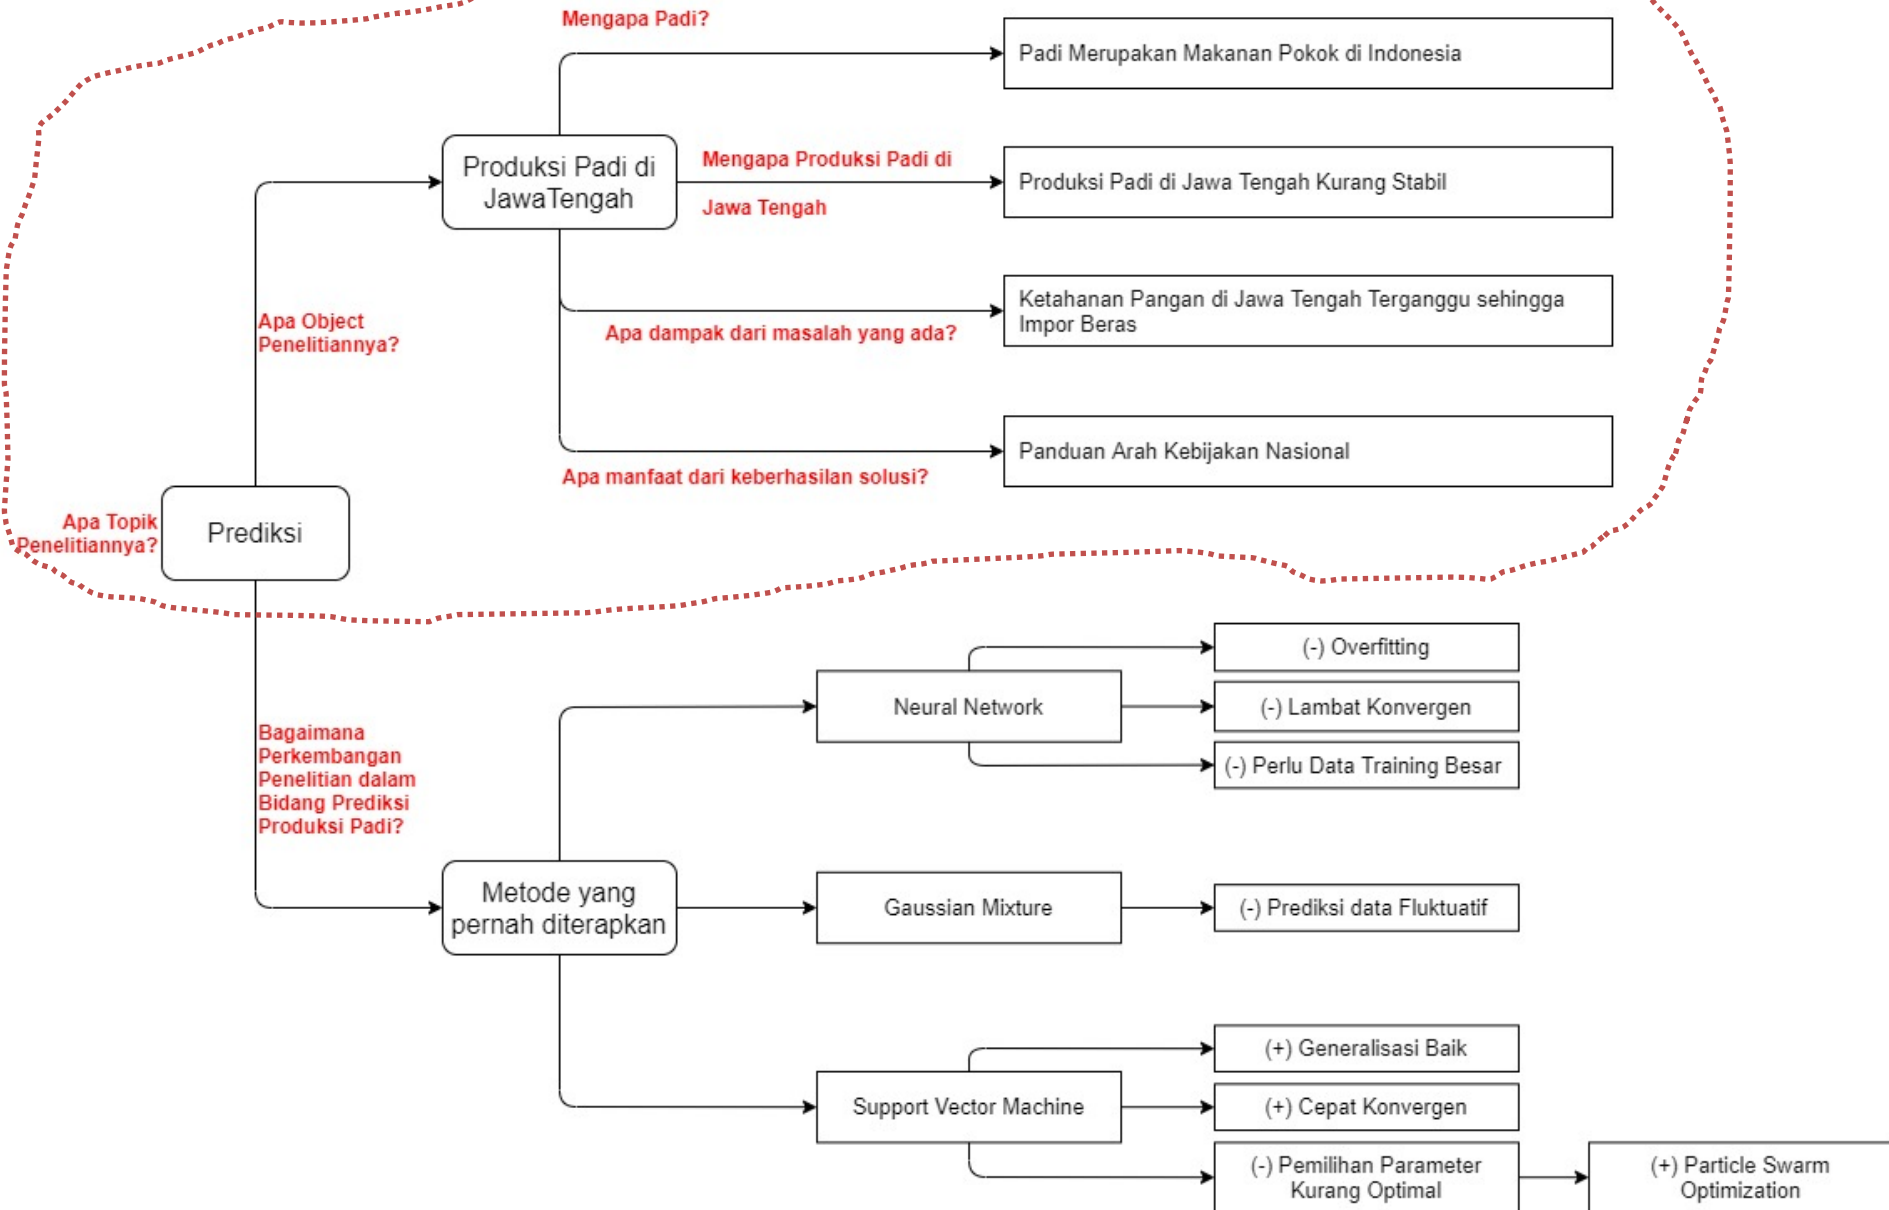 Mengapa Padi?
Padi Merupakan Makanan Pokok di Indonesia
Produksi Padi di
JawaTengah
Mengapa Produksi Padi di
Jawa Tengah
Produksi Padi di Jawa Tengah Kurang Stabil
Apa Object
Penelitiannya?
Ketahanan Pangan di Jawa Tengah Terganggu sehingga
Impor Beras
Apa dampak dari masalah yang ada?
Panduan Arah Kebijakan Nasional
Apa manfaat dari keberhasilan solusi?
Apa Topik
Penelitiannya?
Prediksi
Bagaimana
Perkembangan
Penelitian dalam
Bidang Prediksi
Produksi Padi?
Metode yang
pernah diterapkan
Neural Network
(-) Overfitting
(-) Lambat Konvergen
(-) Perlu Data Training Besar
Gaussian Mixture
(-) Prediksi data Fluktuatif
Support Vector Machine
(+) Generalisasi Baik
(+) Cepat Konvergen
(-) Pemilihan Parameter
Kurang Optimal
(+) Particle Swarm
Optimization